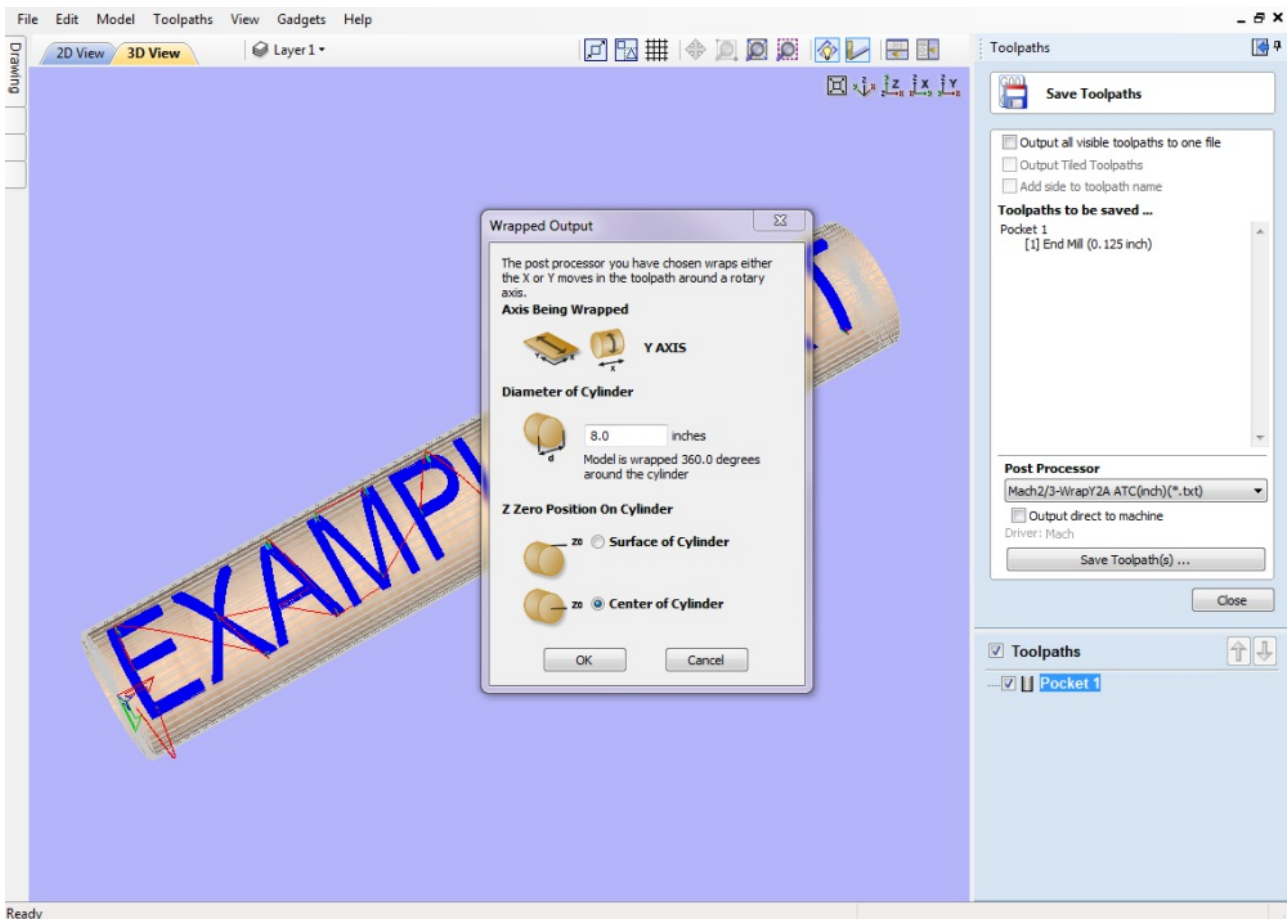 File Edit Model Toolpaths View Gadgets Help
Drawing
2D View 3D View Layer 1
Toolpaths
Save Toolpaths
Output all visible toolpaths to one file
Output Tiled Toolpaths
Add side to toolpath name
Toolpaths to be saved ...
Pocket 1
[1] End Mill (0.125 inch)
Post Processor
Mach2/3-WrapY2A ATC(inch)(*.txt)
Output direct to machine
Driver: Mach
Save Toolpath(s) ...
Close
Toolpaths
Pocket 1
Wrapped Output
The post processor you have chosen wraps either
the X or Y moves in the toolpath around a rotary
axis.
Axis Being Wrapped
Y X
X
Y AXIS
Diameter of Cylinder
d
8.0 inches
Model is wrapped 360.0 degrees
around the cylinder
Z Zero Position On Cylinder
Z0 Surface of Cylinder
Z0 Center of Cylinder
OK Cancel
EXAMP
T
Ready